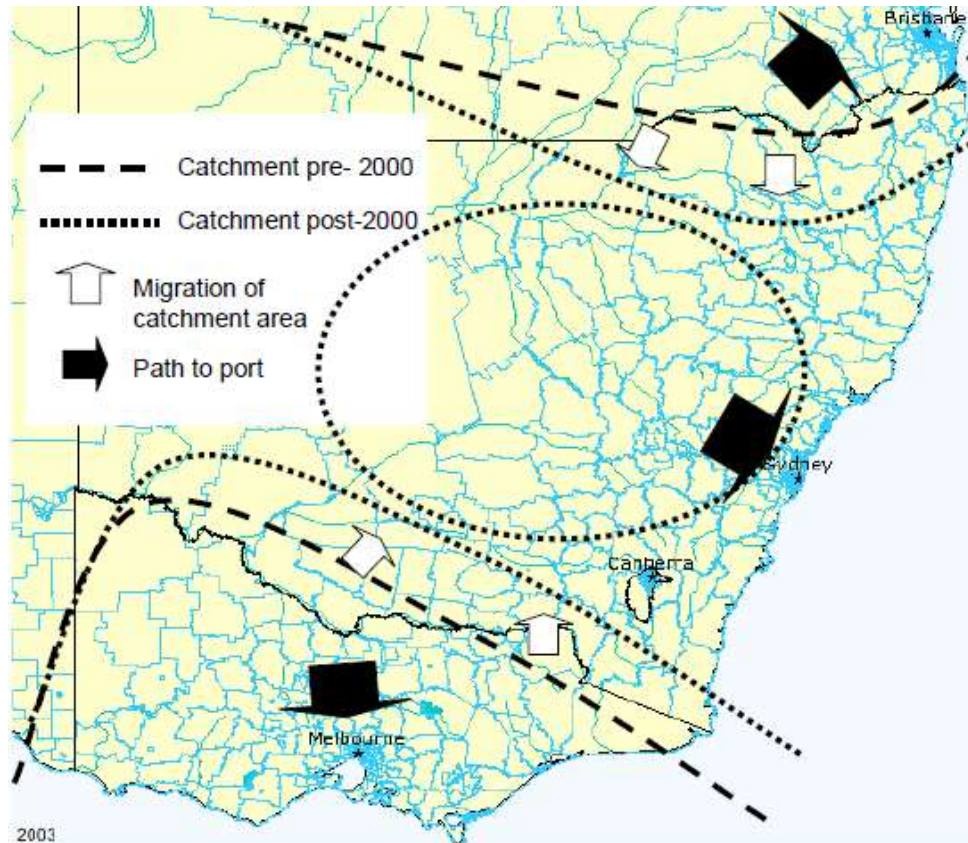 Brisbane
Catchment pre- 2000
Catchment post-2000
Migration of
catchment area
Path to port
Sydney
Canberra
Melbourne
2003